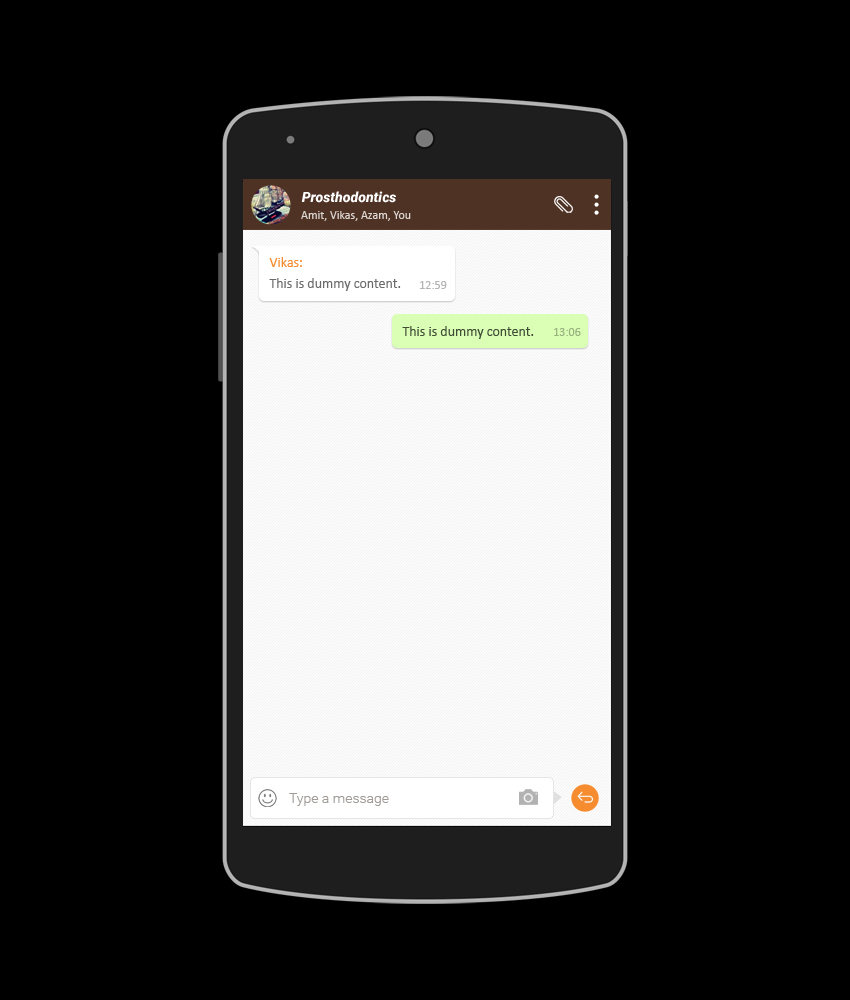 Prosthodontics
Amit, Vikas, Azam, You
Vikas:
This is dummy content. 12:59
This is dummy content. 13:06
Type a message